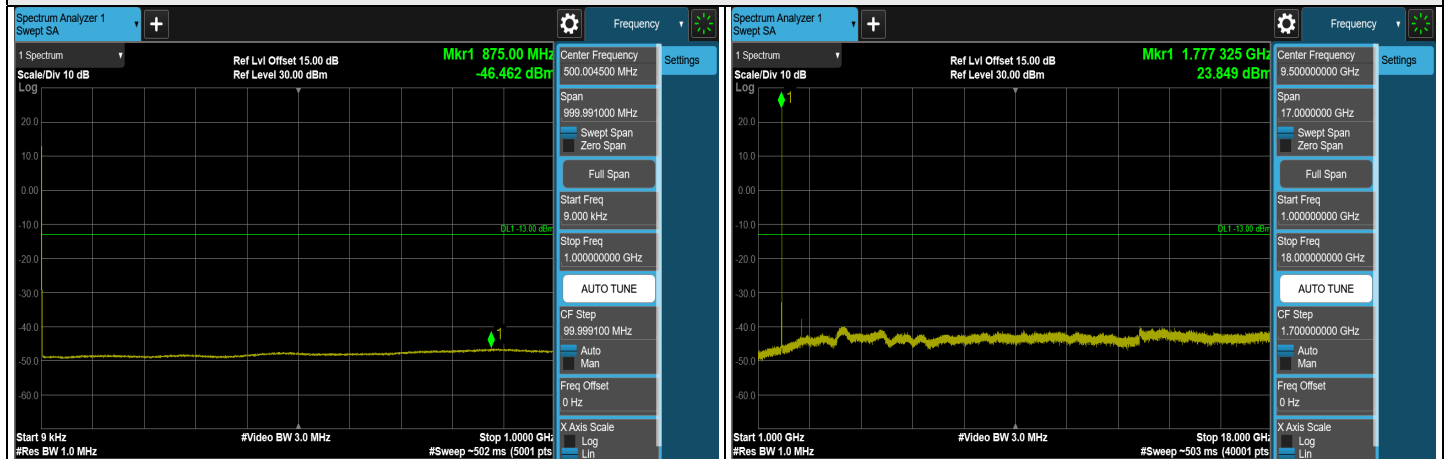 Spectrum Analyzer 1
Swept SA
+
Frequency
1 Spectrum
Scale/Div 10 dB
Log
Ref Lvl Offset 15.00 dB
Ref Level 30.00 dBm
Mkr1 875.00 MHz
-46.462 dBm
1
20.0
10.0
0.00
-10.0
-20.0
-30.0
-40.0
-50.0
-60.0
DL1 -13.00 dBm
1
Start 9 kHz
#Res BW 1.0 MHz
#Video BW 3.0 MHz
Stop 1.0000 GHz
#Sweep ~502 ms (5001 pts
Center Frequency
500.004500 MHz
Settings
Span
999.991000 MHz
Swept Span
Zero Span
Full Span
Start Freq
9.000 kHz
Stop Freq
1.000000000 GHz
AUTO TUNE
CF Step
99.999100 MHz
Auto
Man
Freq Offset
0 Hz
X Axis Scale
Log
Lin
Spectrum Analyzer 1
Swept SA
+
Frequency
1 Spectrum
Scale/Div 10 dB
Log
Ref Lvl Offset 15.00 dB
Ref Level 30.00 dBm
Mkr1 1.777 325 GHz
23.849 dBm
1
20.0
10.0
0.00
-10.0
-20.0
-30.0
-40.0
-50.0
-60.0
DL1 -13.00 dBm
Start 1.000 GHz
#Res BW 1.0 MHz
#Video BW 3.0 MHz
Stop 18.000 GHz
#Sweep ~503 ms (40001 pts
Center Frequency
9.500000000 GHz
Settings
Span
17.0000000 GHz
Swept Span
Zero Span
Full Span
Start Freq
1.000000000 GHz
Stop Freq
18.000000000 GHz
AUTO TUNE
CF Step
1.700000000 GHz
Auto
Man
Freq Offset
0 Hz
X Axis Scale
Log
Lin